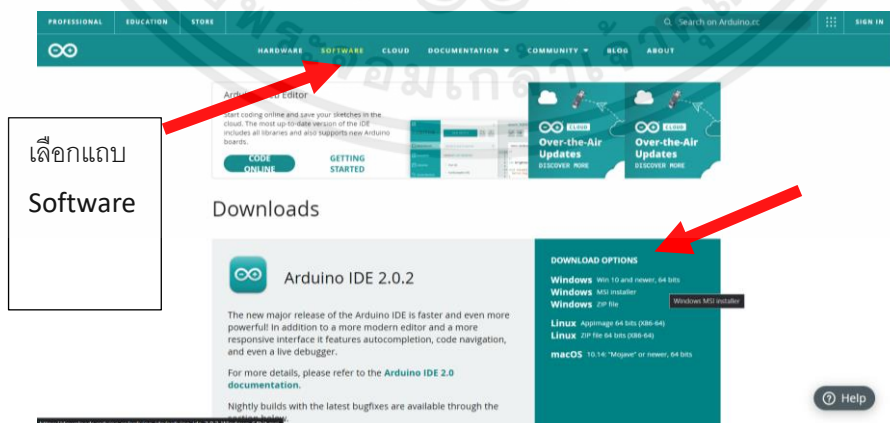 PROFESSIONAL EDUCATION STORE
Search on Arduino.cc
SIGN IN
HARDWARE SOFTWARE CLOUD DOCUMENTATION COMMUNITY BLOG ABOUT
เลือกแถบ
Software
Editor
start coding online and save your sketches in the
cloud. The most up-to-date version of the IDE
includes all libraries and also supports new Arduino
boards.
CODE
ONLINE
GETTING
STARTED
CLOUD
Over-the-Air
Updates
DISCOVER MORE
CLOUD
Over-the-Air
Updates
DISCOVER MORE
Downloads
Arduino IDE 2.0.2
The new major release of the Arduino IDE is faster and even more
powerful! In addition to a more modern editor and a more
responsive interface it features autocompletion, code navigation,
and even a live debugger.
For more details, please refer to the Arduino IDE 2.0
documentation.
Nightly builds with the latest bugfixes are available through the
section below.
DOWNLOAD OPTIONS
Windows Win 10 and newer, 64 bits
Windows MSI installer
Windows ZIP file
Windows MSI installer
Linux AppImage 64 bits (X86-64)
Linux ZIP file 64 bits (X86-64)
macOS 10.14: "Mojave" or newer, 64 bits
Help